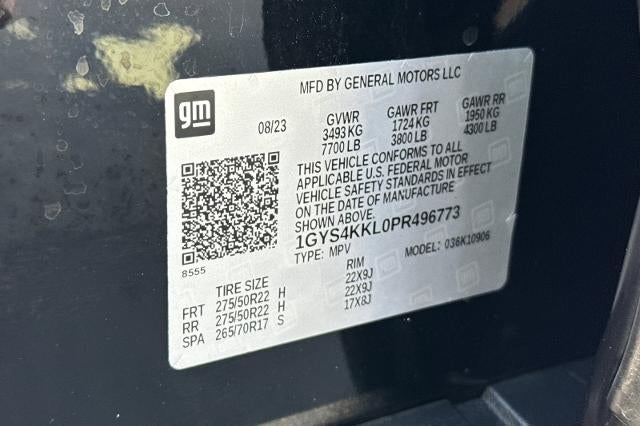 MFD BY GENERAL MOTORS LLC
gm
08/23 GVWR GAWR FRT GAWR RR
3493 KG 1724 KG 1950 KG
7700 LB 3800 LB 4300 LB
THIS VEHICLE CONFORMS TO ALL
APPLICABLE U.S. FEDERAL MOTOR
VEHICLE SAFETY STANDARDS IN EFFECT
ON THE DATE OF MANUFACTURE
SHOWN ABOVE.
1GYS4KKL0PR496773
TYPE: MPV MODEL: 036K10906
8555
TIRE SIZE RIM
FRT 275/50R22 H 22X9J
RR 275/50R22 H 22X9J
SPA 265/70R17 S 17X8J